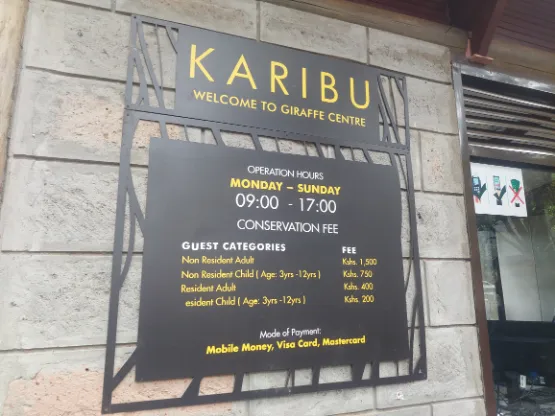 KARIBU
WELCOME TO GIRAFFE CENTRE
OPERATION HOURS
MONDAY – SUNDAY
09:00 - 17:00
CONSERVATION FEE
GUEST CATEGORIES FEE
Non Resident Adult Kshs. 1,500
Non Resident Child ( Age: 3yrs -12yrs ) Kshs. 750
Resident Adult Kshs. 400
esident Child ( Age: 3yrs -12yrs ) Kshs. 200
Mode of Payment:
Mobile Money, Visa Card, Mastercard